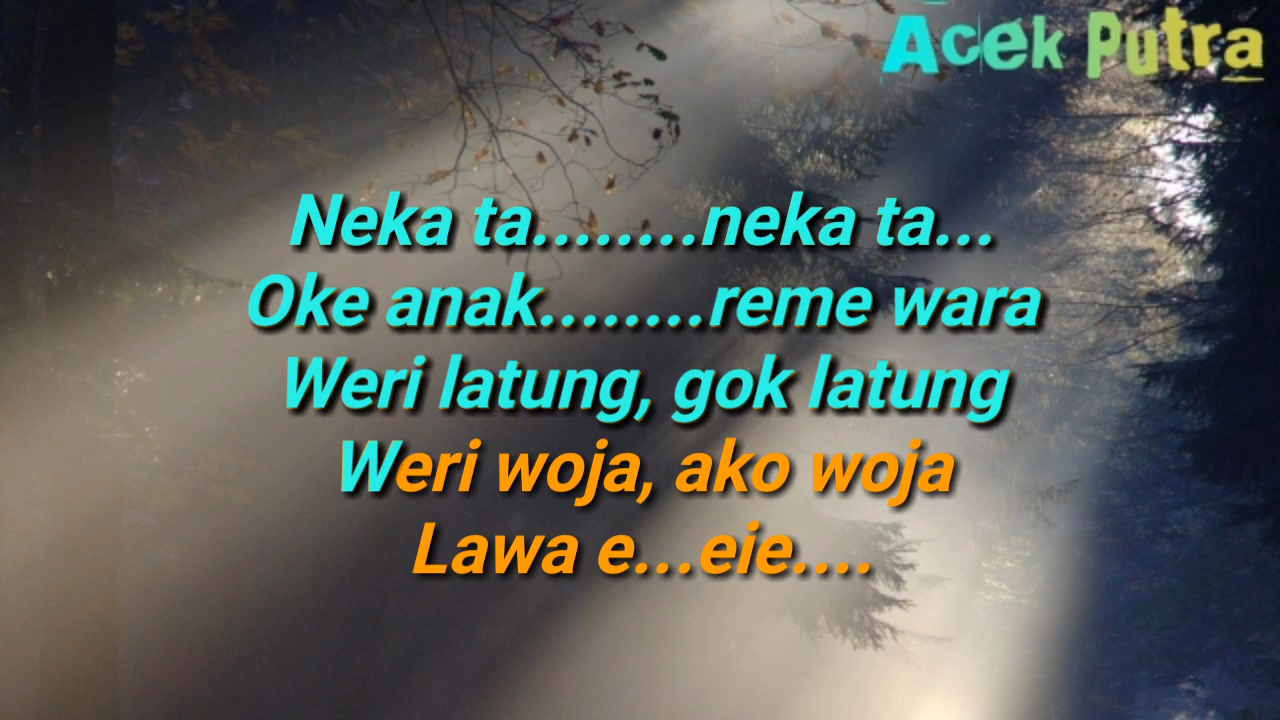 Acek Putra
Neka ta........neka ta...
Oke anak........reme wara
Weri latung, gok latung
Weri woja, ako woja
Lawa e...eie....